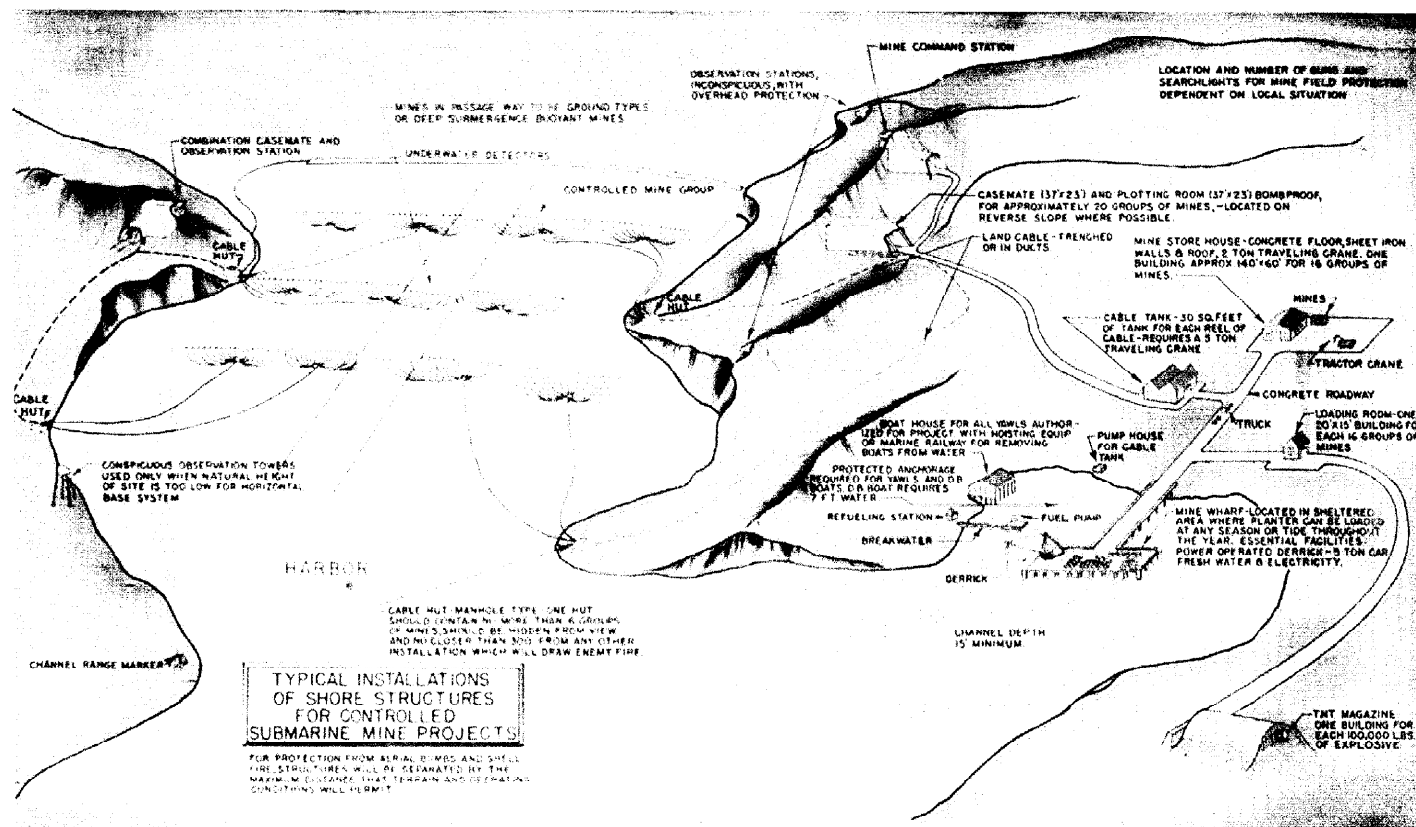 MINE COMMAND STATION
OBSERVATION STATIONS,
INCONSPICUOUS, WITH
OVERHEAD PROTECTION
LOCATION AND NUMBER OF GUNS AND
SEARCHLIGHTS FOR MINE FIELD PROTECTION
DEPENDENT ON LOCAL SITUATION
MINES IN PASSAGE WAY TO BE GROUND TYPES
OR DEEP SUBMERGENCE BUOYANT MINES
COMBINATION CASEMATE AND
OBSERVATION STATION
UNDERWATER DETECTORS
CONTROLLED MINE GROUP
CASEMATE (37'X23') AND PLOTTING ROOM (37'X23') BOMBPROOF,
FOR APPROXIMATELY 20 GROUPS OF MINES,-LOCATED ON
REVERSE SLOPE WHERE POSSIBLE.
LAND CABLE-TRENCHED
OR IN DUCTS
MINE STORE HOUSE-CONCRETE FLOOR, SHEET IRON
WALLS & ROOF, 2 TON TRAVELING CRANE. ONE
BUILDING APPROX 140'X60' FOR 16 GROUPS OF
MINES.
CABLE
HUT
CABLE
HUT
MINES
CABLE TANK-30 SQ.FEET
OF TANK FOR EACH REEL OF
CABLE-REQUIRES A 5 TON
TRAVELING CRANE
TRACTOR CRANE
CONCRETE ROADWAY
CABLE
HUT
TRUCK
LOADING ROOM-ONE
20'X15' BUILDING FO
EACH 16 GROUPS OF
MINES
BOAT HOUSE FOR ALL YAWLS AUTHOR-
IZED FOR PROJECT WITH HOISTING EQUIP
OR MARINE RAILWAY FOR REMOVING
BOATS FROM WATER
PUMP HOUSE
FOR CABLE
TANK
CONSPICUOUS OBSERVATION TOWERS
USED ONLY WHEN NATURAL HEIGHT
OF SITE IS TOO LOW FOR HORIZONTAL
BASE SYSTEM
PROTECTED ANCHORAGE
REQUIRED FOR YAWLS AND D.B.
BOATS. D.B. BOAT REQUIRES
7 FT WATER
REFUELING STATION
FUEL PUMP
BREAKWATER
MINE WHARF-LOCATED IN SHELTERED
AREA WHERE PLANTER CAN BE LOADED
AT ANY SEASON OR TIDE THROUGHOUT
THE YEAR. ESSENTIAL FACILITIES
POWER OPERATED DERRICK-5 TON CAP.
FRESH WATER & ELECTRICITY.
DERRICK
HARBOR
CABLE HUT-MANHOLE TYPE. ONE HUT
SHOULD CONTAIN NO MORE THAN 6 GROUPS
OF MINES, SHOULD BE HIDDEN FROM VIEW
AND NO CLOSER THAN 300' FROM ANY OTHER
INSTALLATION WHICH WILL DRAW ENEMY FIRE.
CHANNEL DEPTH
15' MINIMUM.
CHANNEL RANGE MARKER
TYPICAL INSTALLATIONS
OF SHORE STRUCTURES
FOR CONTROLLED
SUBMARINE MINE PROJECTS
FOR PROTECTION FROM AERIAL BOMBS AND SHELL
FIRE, STRUCTURES WILL BE SEPARATED BY THE
MAXIMUM DISTANCE THAT TERRAIN AND OPERATING
CONDITIONS WILL PERMIT
TNT MAGAZINE
ONE BUILDING FOR
EACH 100,000 LBS.
OF EXPLOSIVE